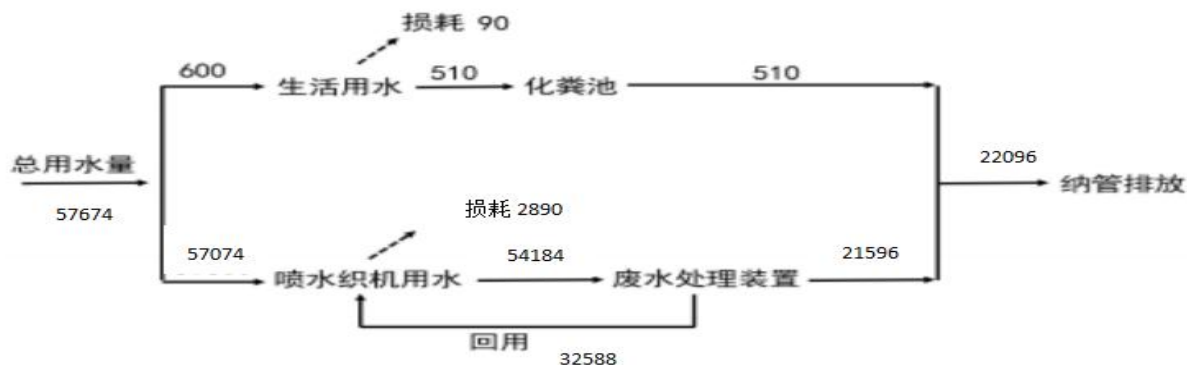 损耗 90
600
生活用水
510
化粪池
510
总用水量
57674
22096
纳管排放
损耗 2890
57074
喷水织机用水
54184
废水处理装置
21596
回用
32588